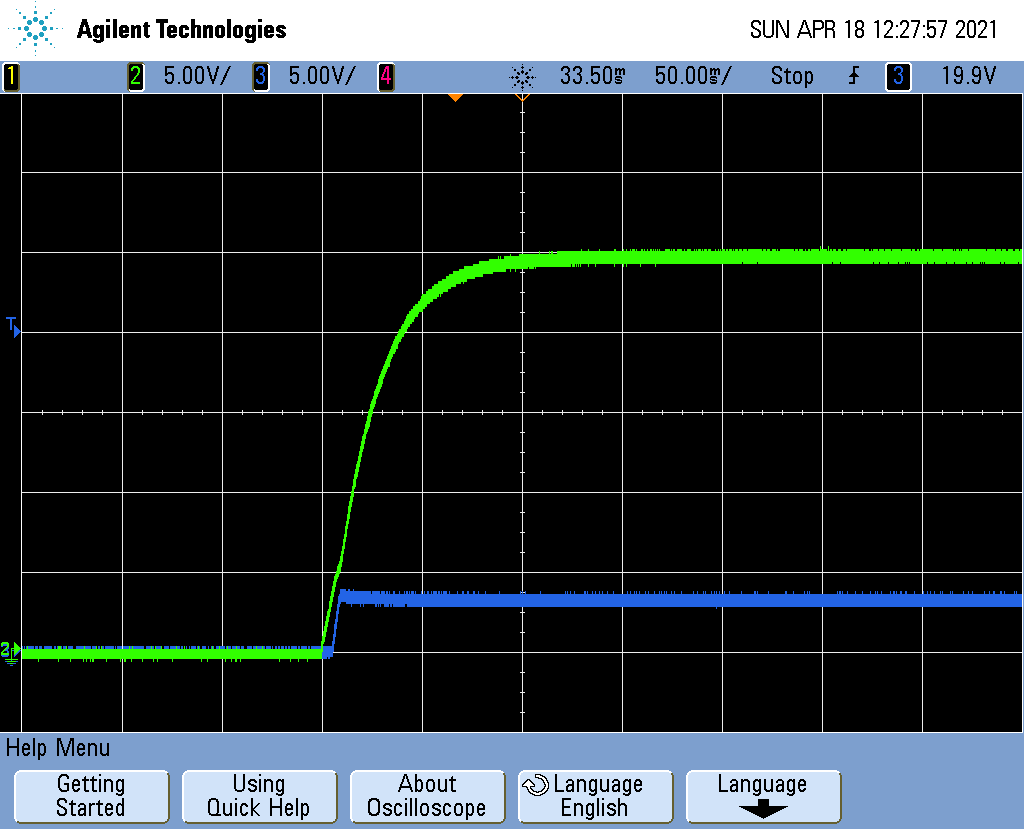 Agilent Technologies SUN APR 18 12:27:57 2021
1 2 5.00V/ 3 5.00V/ 4 33.50ms 50.00ms/ Stop 3 19.9V
T
2
Help Menu
Getting Started Using Quick Help About Oscilloscope Language English Language